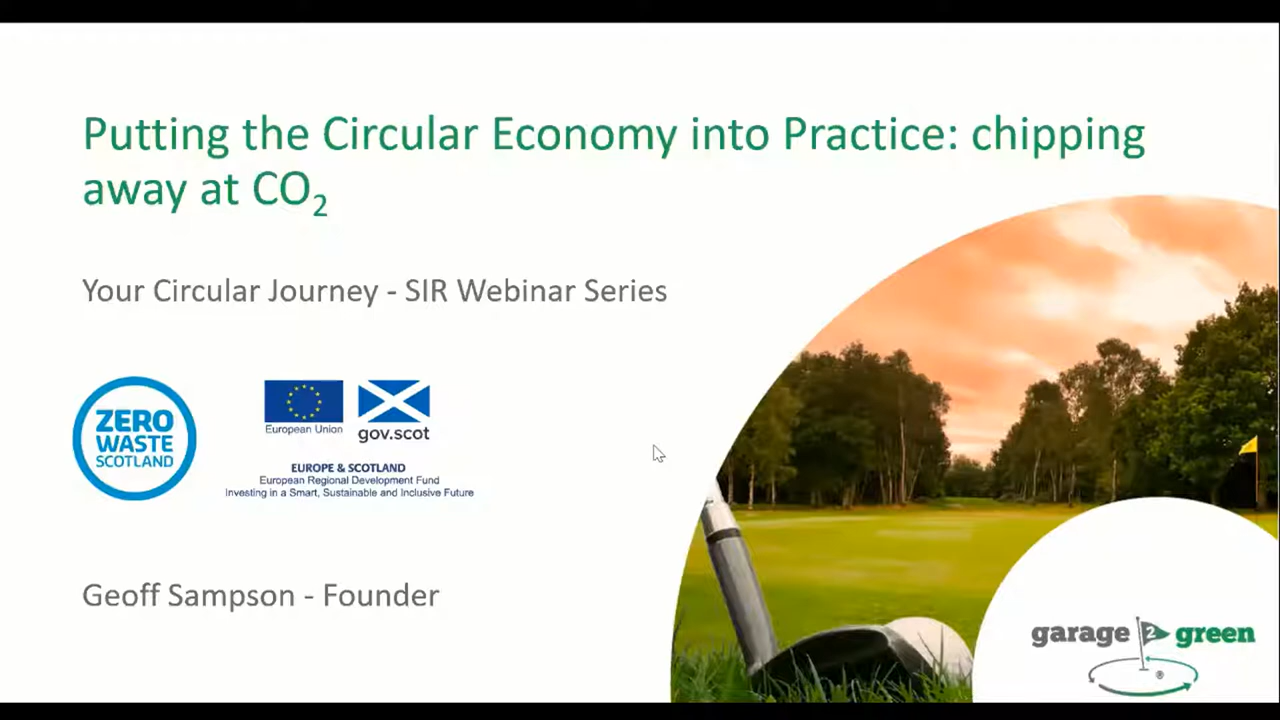 Putting the Circular Economy into Practice: chipping
away at CO₂
Your Circular Journey - SIR Webinar Series
ZERO
WASTE
SCOTLAND
European Union
gov.scot
EUROPE & SCOTLAND
European Regional Development Fund
Investing in a Smart, Sustainable and Inclusive Future
Geoff Sampson - Founder
garage 2 green
®